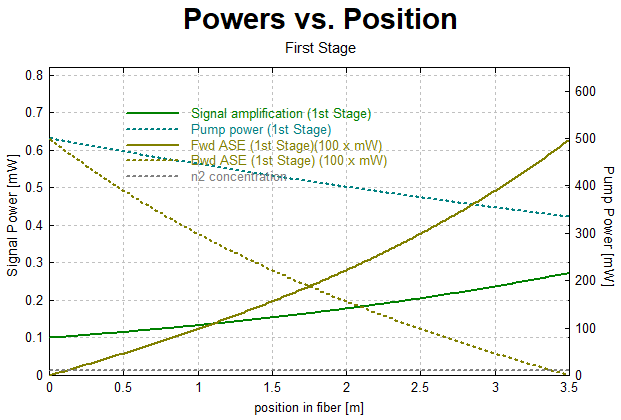 Powers vs. Position
First Stage
0.8
0.7
0.6
0.5
0.4
0.3
0.2
0.1
0
Signal Power [mW]
Signal amplification (1st Stage)
Pump power (1st Stage)
Fwd ASE (1st Stage)(100 x mW)
Bwd ASE (1st Stage) (100 x mW)
n2 concentration
600
500
400
300
200
100
0
Pump Power [mW]
0 0.5 1 1.5 2 2.5 3 3.5
position in fiber [m]